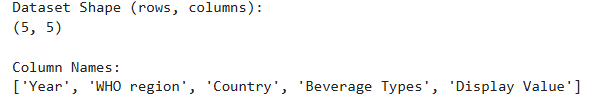 Dataset Shape (rows, columns):
(5, 5)
Column Names:
['Year', 'WHO region', 'Country', 'Beverage Types', 'Display Value']